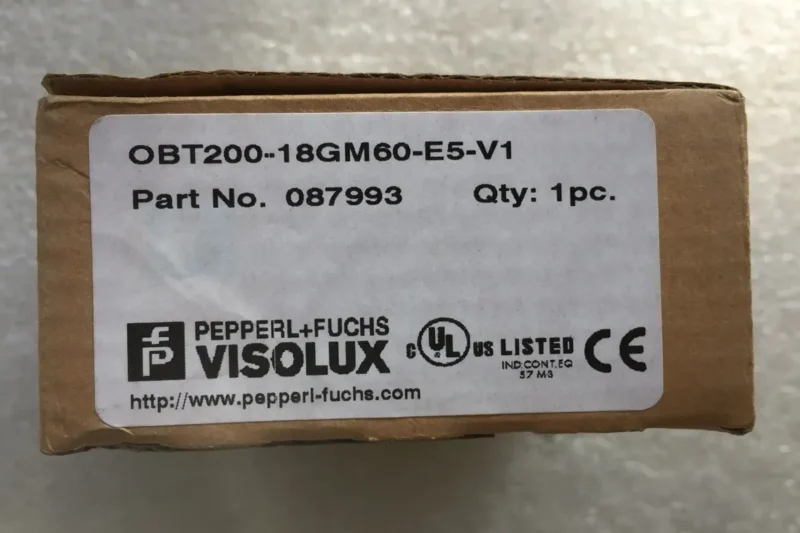 OBT200-18GM60-E5-V1
Part No. 087993 Qty: 1pc.
PEPPERL+FUCHS
VISOLUX
C UL US LISTED CE
IND.CONT.EQ
57 M3
http://www.pepperl-fuchs.com